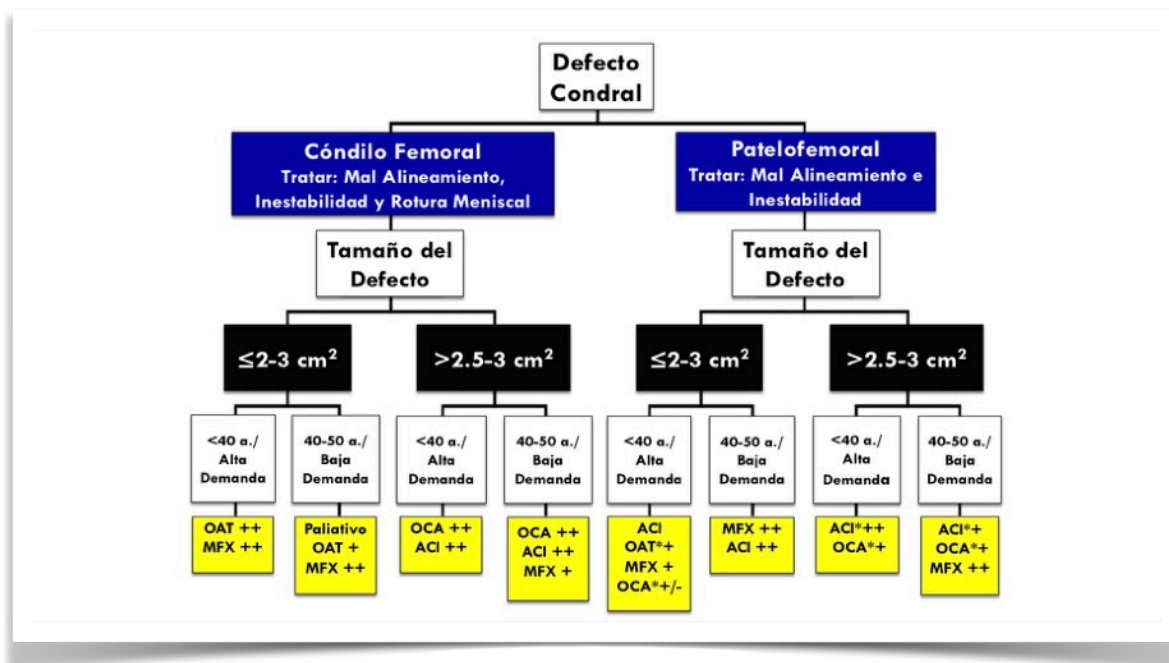 Defecto
Condral
Cóndilo Femoral
Tratar: Mal Alineamiento,
Inestabilidad y Rotura Meniscal
Patelofemoral
Tratar: Mal Alineamiento e
Inestabilidad
Tamaño del
Defecto
Tamaño del
Defecto
≤2-3 cm²
>2.5-3 cm²
≤2-3 cm²
>2.5-3 cm²
<40 a./
Alta
Demanda
40-50 a./
Baja
Demanda
<40 a./
Alta
Demanda
40-50 a./
Baja
Demanda
<40 a./
Alta
Demanda
40-50 a./
Baja
Demanda
<40 a./
Alta
Demanda
40-50 a./
Baja
Demanda
OAT ++
MFX ++
Paliativo
OAT +
MFX ++
OCA ++
ACI ++
OCA ++
ACI ++
MFX +
ACI
OAT*+
MFX +
OCA*+/-
MFX ++
ACI ++
ACI*++
OCA*+
ACI*+
OCA*+
MFX ++